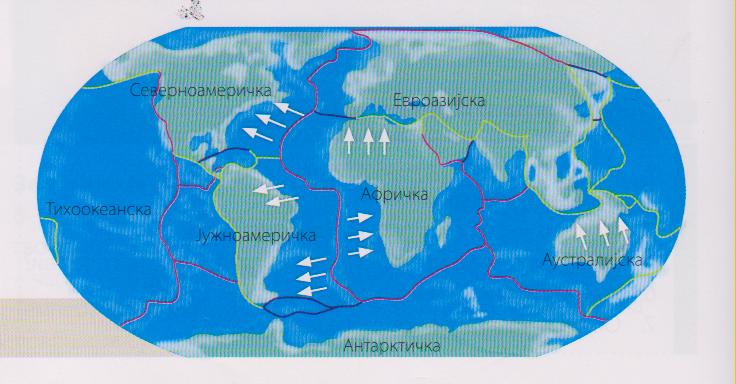 Северноамеричка
Евроазијска
Тихоокеанска
Афричка
Јужноамеричка
Аустралијска
Антарктичка